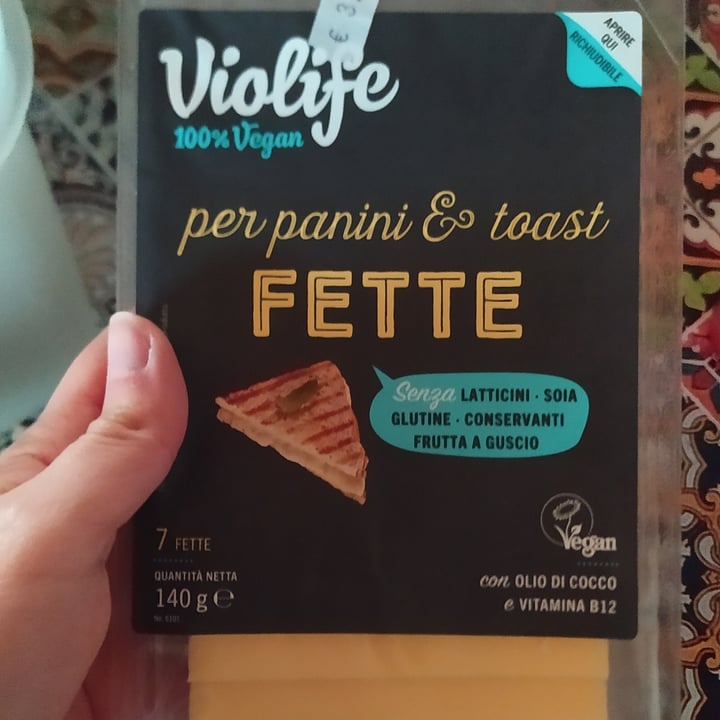 € 3
APRIRE
QUI
RICHIUDIBILE
Violife
100% Vegan
per panini & toast
FETTE
Senza LATTICINI · SOIA
GLUTINE · CONSERVANTI
FRUTTA A GUSCIO
7 FETTE
QUANTITÀ NETTA
140 g ℮
Vegan
con OLIO DI COCCO
e VITAMINA B12